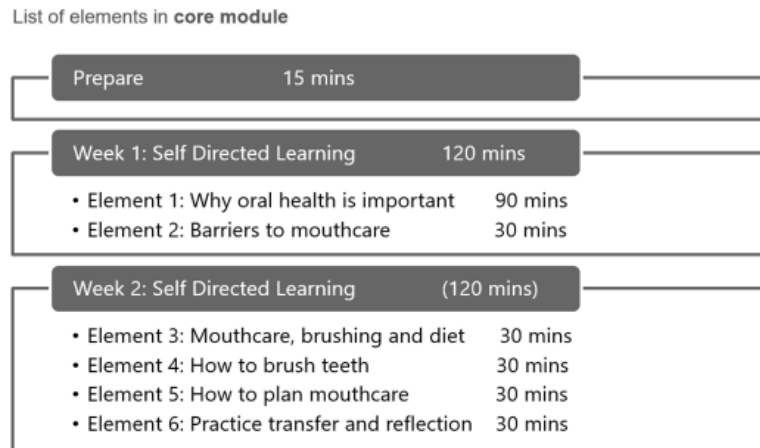 List of elements in core module
Prepare 15 mins
Week 1: Self Directed Learning 120 mins
• Element 1: Why oral health is important 90 mins
• Element 2: Barriers to mouthcare 30 mins
Week 2: Self Directed Learning (120 mins)
• Element 3: Mouthcare, brushing and diet 30 mins
• Element 4: How to brush teeth 30 mins
• Element 5: How to plan mouthcare 30 mins
• Element 6: Practice transfer and reflection 30 mins